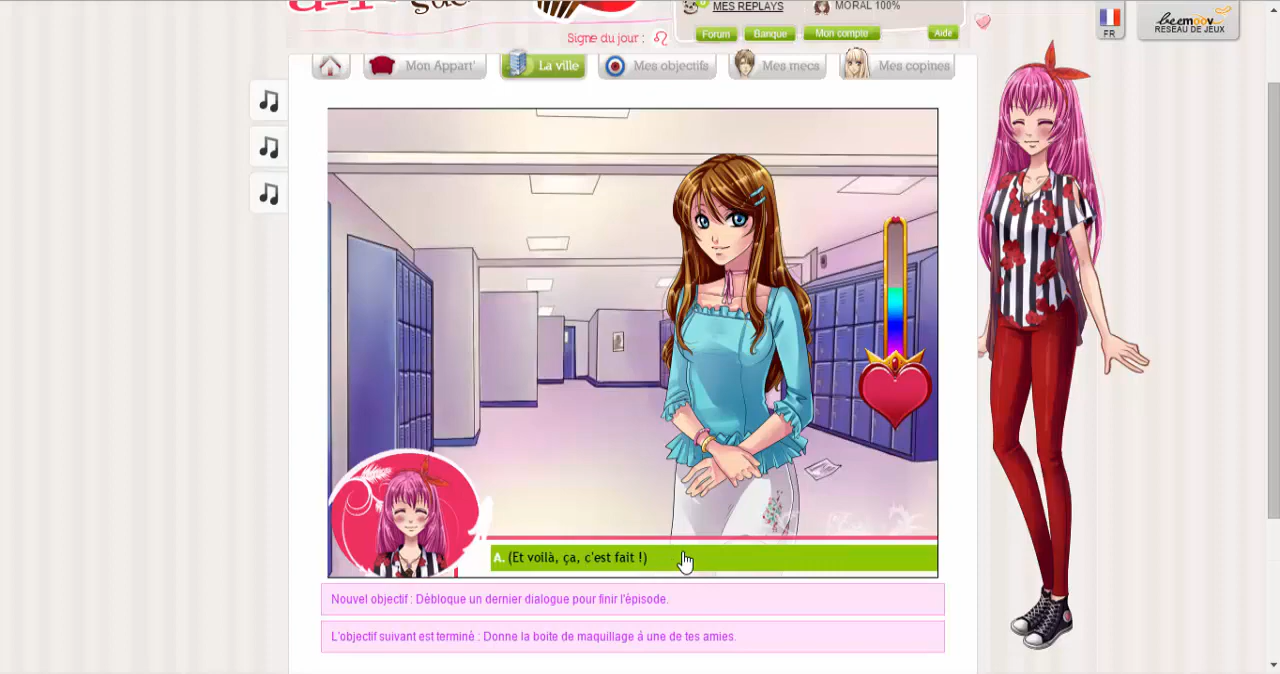 MES REPLAYS
MORAL 100%
Signe du jour :
Forum
Banque
Mon compte
Aide
FR
beemoov
RESEAU DE JEUX
Mon Appart'
La ville
Mes objectifs
Mes mecs
Mes copines
A. (Et voilà, ça, c'est fait !)
Nouvel objectif : Débloque un dernier dialogue pour finir l'épisode.
L'objectif suivant est terminé : Donne la boite de maquillage à une de tes amies.